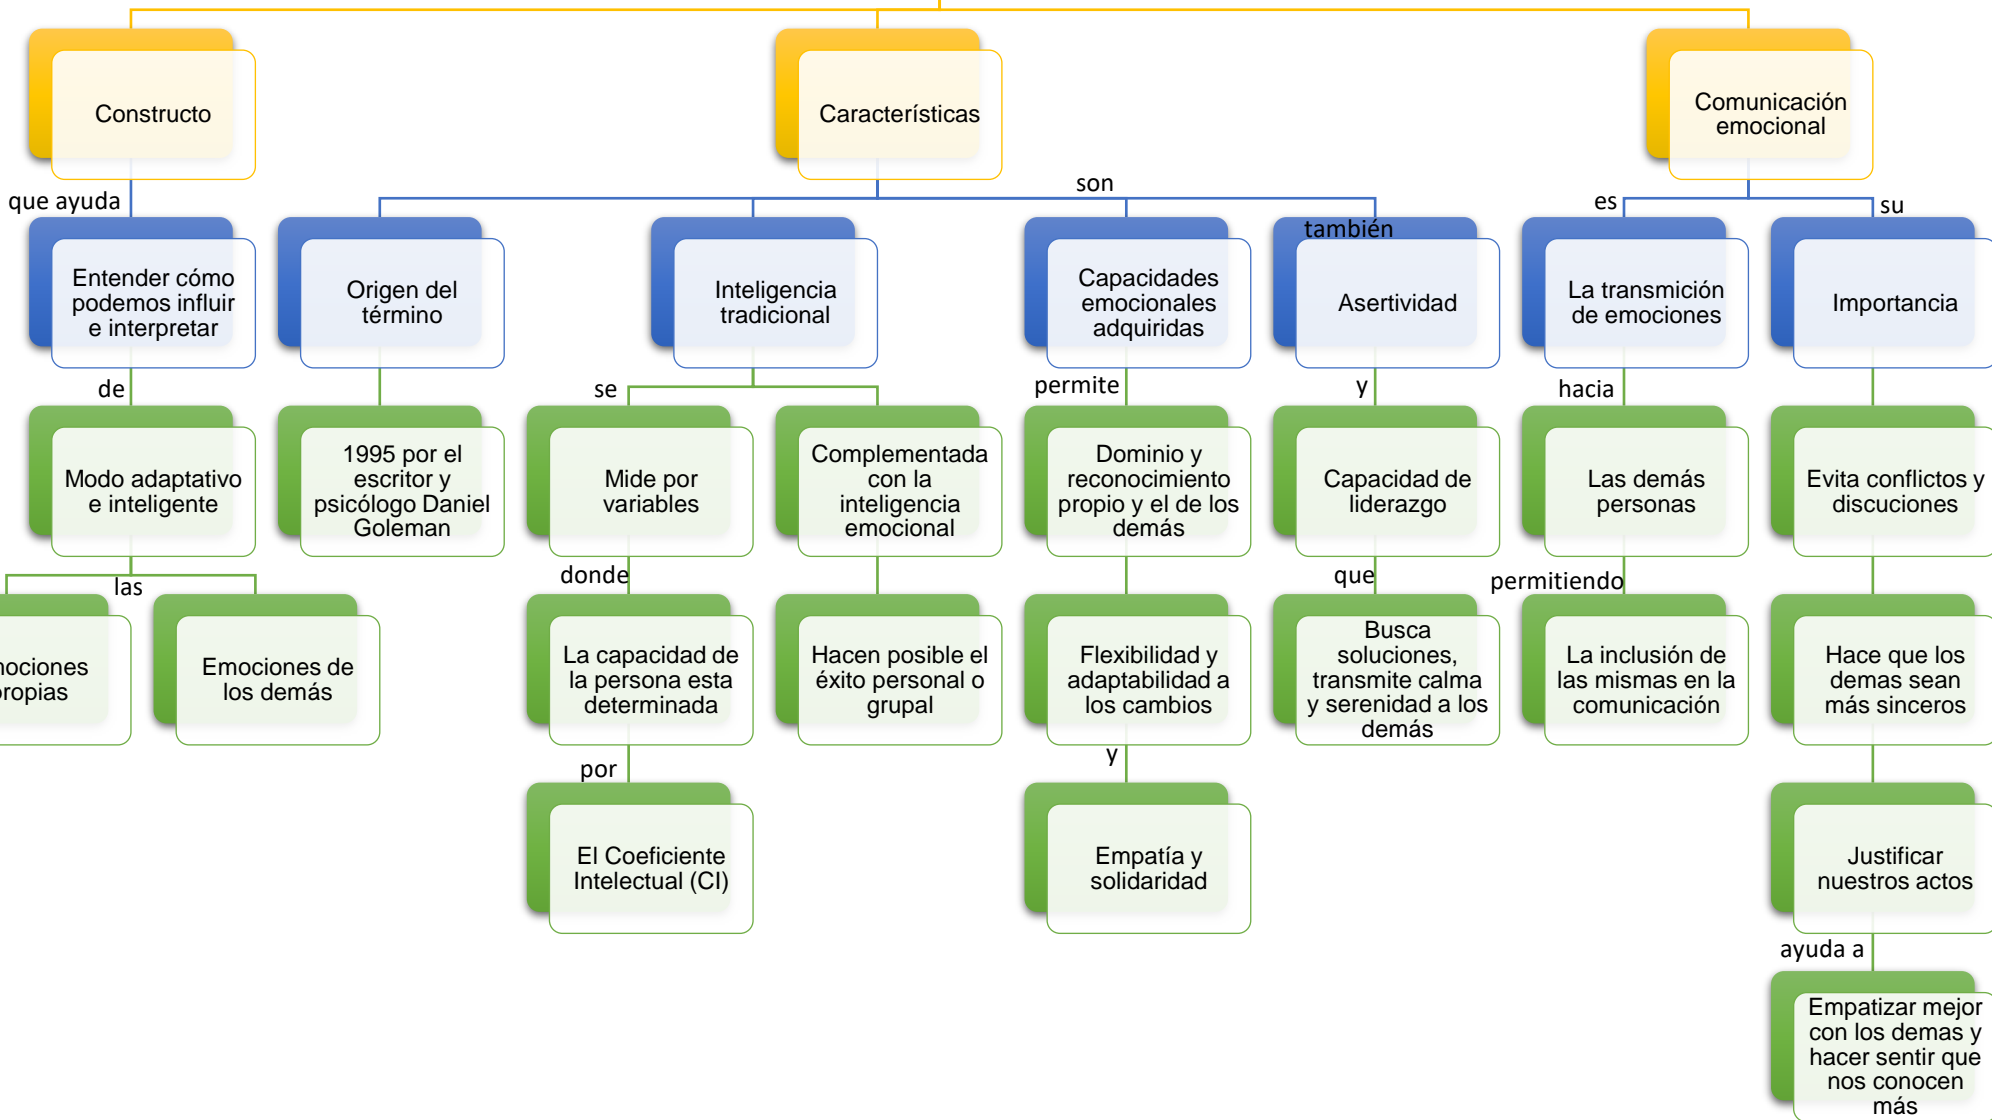 Constructo
Características
Comunicación
emocional
que ayuda
son
también
es
su
Entender cómo
podemos influir
e interpretar
Origen del
término
Inteligencia
tradicional
Capacidades
emocionales
adquiridas
Asertividad
La transmición
de emociones
Importancia
de
se
permite
y
hacia
Modo adaptativo
e inteligente
1995 por el
escritor y
psicólogo Daniel
Goleman
Mide por
variables
Complementada
con la
inteligencia
emocional
Dominio y
reconocimiento
propio y el de los
demás
Capacidad de
liderazgo
Las demás
personas
Evita conflictos y
discuciones
las
donde
que
permitiendo
nociones
propias
Emociones de
los demás
La capacidad de
la persona esta
determinada
Hacen posible el
éxito personal o
grupal
Flexibilidad y
adaptabilidad a
los cambios
Busca
soluciones,
transmite calma
y serenidad a los
demás
La inclusión de
las mismas en la
comunicación
Hace que los
demas sean
más sinceros
por
y
El Coeficiente
Intelectual (CI)
Empatía y
solidaridad
Justificar
nuestros actos
ayuda a
Empatizar mejor
con los demas y
hacer sentir que
nos conocen
más